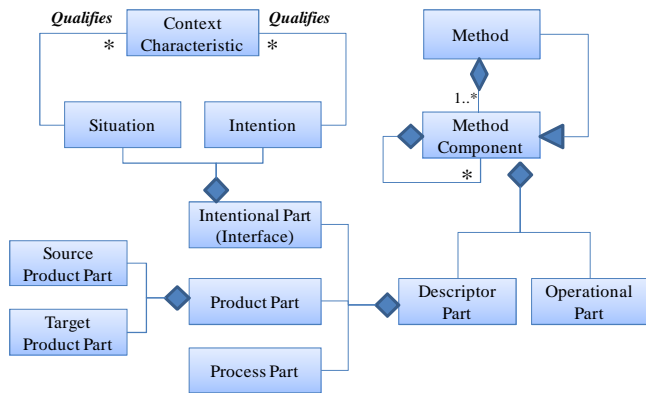 Qualifies
Qualifies
Context
Characteristic
*
*
Method
1..*
Situation
Intention
Method
Component
*
Intentional Part
(Interface)
Source
Product Part
Product Part
Descriptor
Part
Operational
Part
Target
Product Part
Process Part